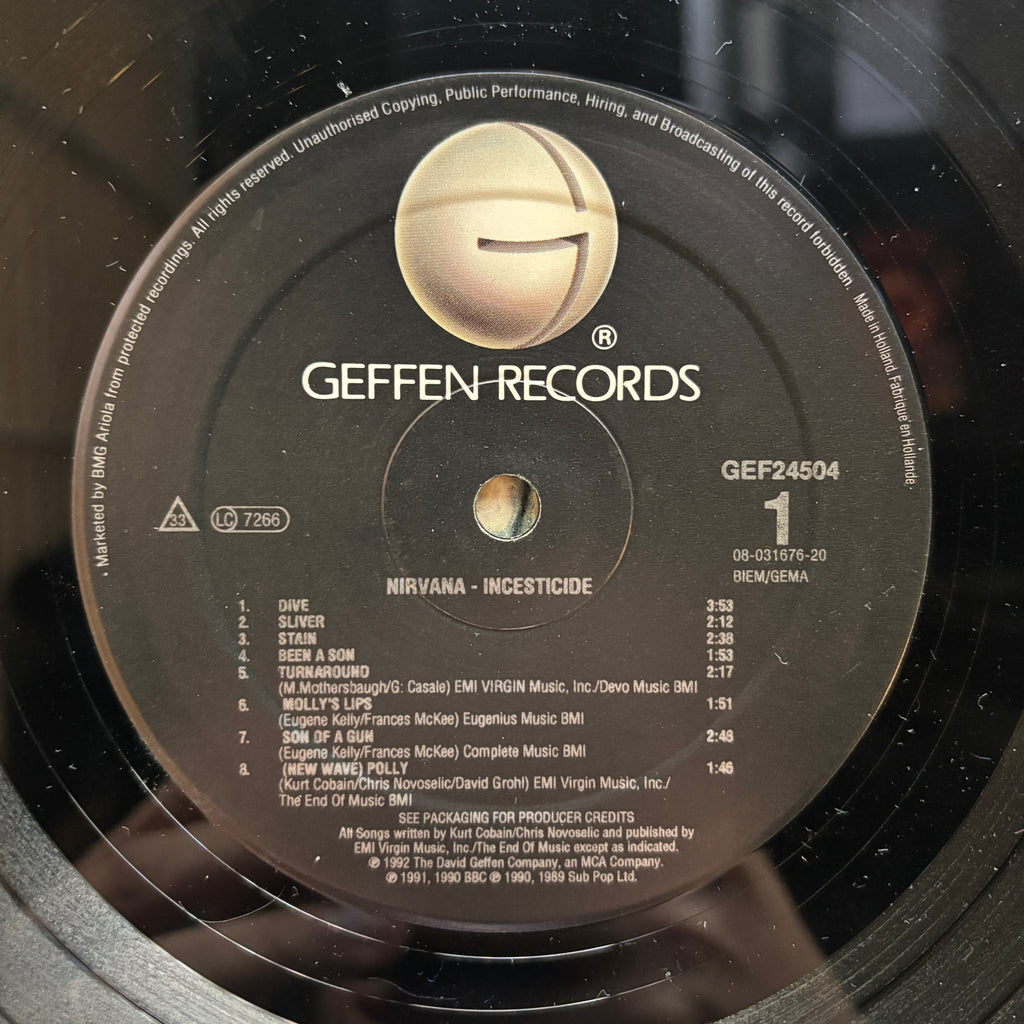 • Marketed by BMG Ariola from protected recordings. All rights reserved. Unauthorised Copying, Public Performance, Hiring, and Broadcasting of this record forbidden. Made in Holland. Fabriqué en Hollande.
®
GEFFEN RECORDS
GEF24504
33 LC 7266
1
08-031676-20
BIEM/GEMA
NIRVANA - INCESTICIDE
1. DIVE 3:53
2. SLIVER 2:12
3. STAIN 2:38
4. BEEN A SON 1:53
5. TURNAROUND 2:17
(M.Mothersbaugh/G: Casale) EMI VIRGIN Music, Inc./Devo Music BMI
6. MOLLY'S LIPS 1:51
(Eugene Kelly/Frances McKee) Eugenius Music BMI
7. SON OF A GUN 2:48
(Eugene Kelly/Frances McKee) Complete Music BMI
8. (NEW WAVE) POLLY 1:46
(Kurt Cobain/Chris Novoselic/David Grohl) EMI Virgin Music, Inc./
The End Of Music BMI
SEE PACKAGING FOR PRODUCER CREDITS
All Songs written by Kurt Cobain/Chris Novoselic and published by
EMI Virgin Music, Inc./The End Of Music except as indicated.
℗ 1992 The David Geffen Company, an MCA Company.
℗ 1991, 1990 BBC ℗ 1990, 1989 Sub Pop Ltd.